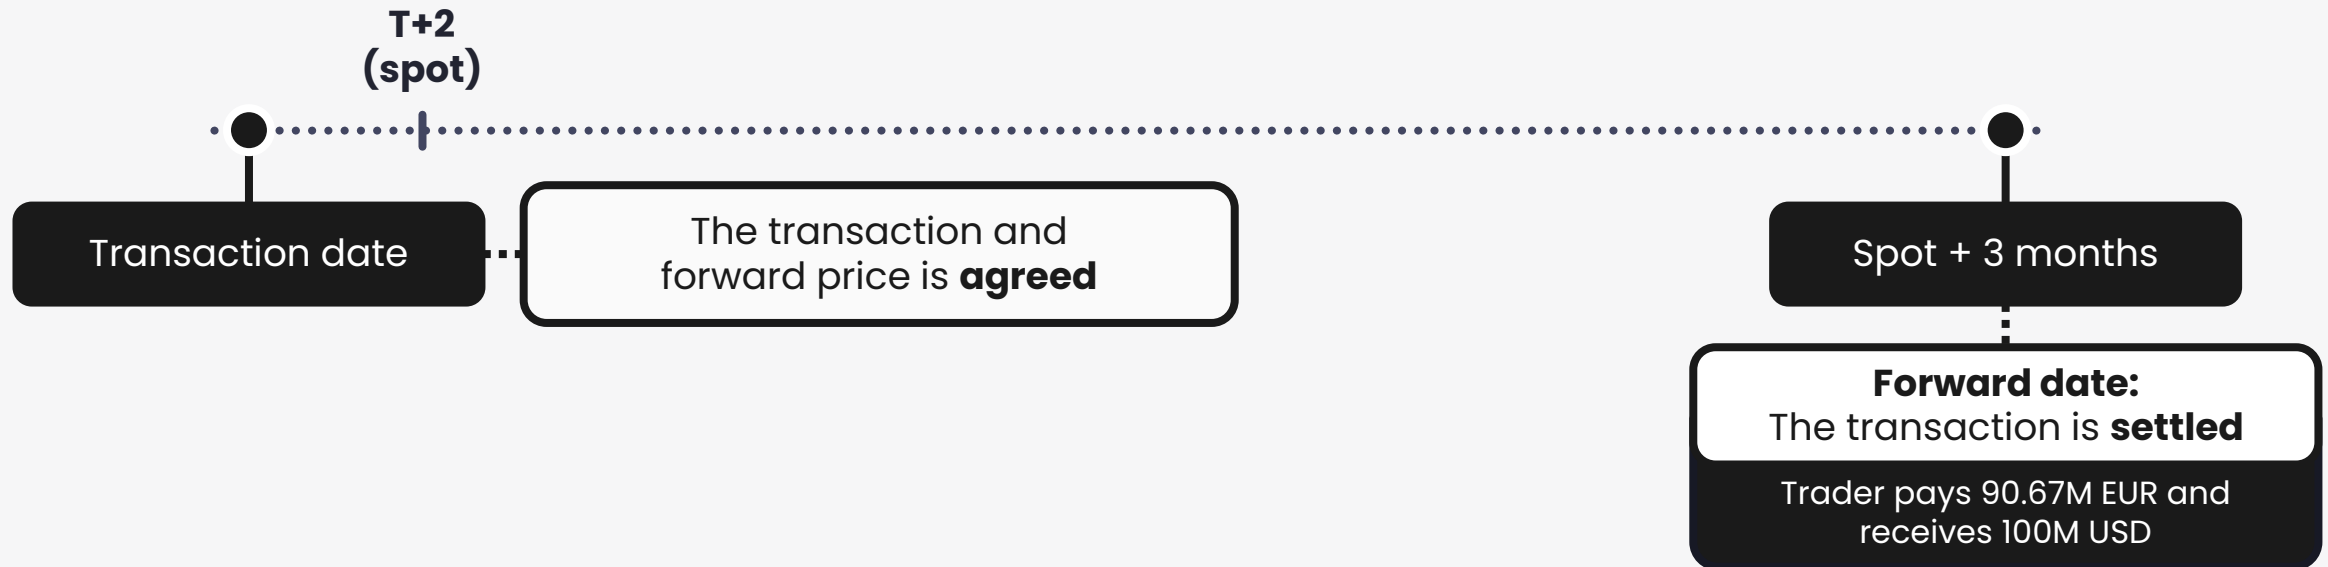 T+2
(spot)
Transaction date
The transaction and
forward price is agreed
Spot + 3 months
Forward date:
The transaction is settled
Trader pays 90.67M EUR and
receives 100M USD